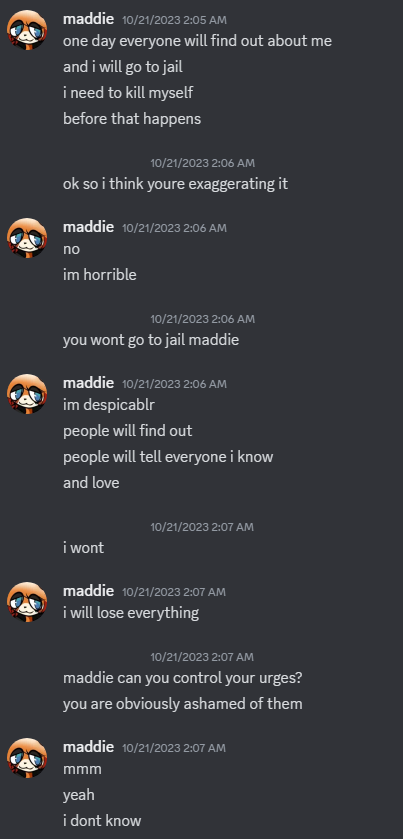 maddie 10/21/2023 2:05 AM
one day everyone will find out about me
and i will go to jail
i need to kill myself
before that happens
10/21/2023 2:06 AM
ok so i think youre exaggerating it
maddie 10/21/2023 2:06 AM
no
im horrible
10/21/2023 2:06 AM
you wont go to jail maddie
maddie 10/21/2023 2:06 AM
im despicablr
people will find out
people will tell everyone i know
and love
10/21/2023 2:07 AM
i wont
maddie 10/21/2023 2:07 AM
i will lose everything
10/21/2023 2:07 AM
maddie can you control your urges?
you are obviously ashamed of them
maddie 10/21/2023 2:07 AM
mmm
yeah
i dont know